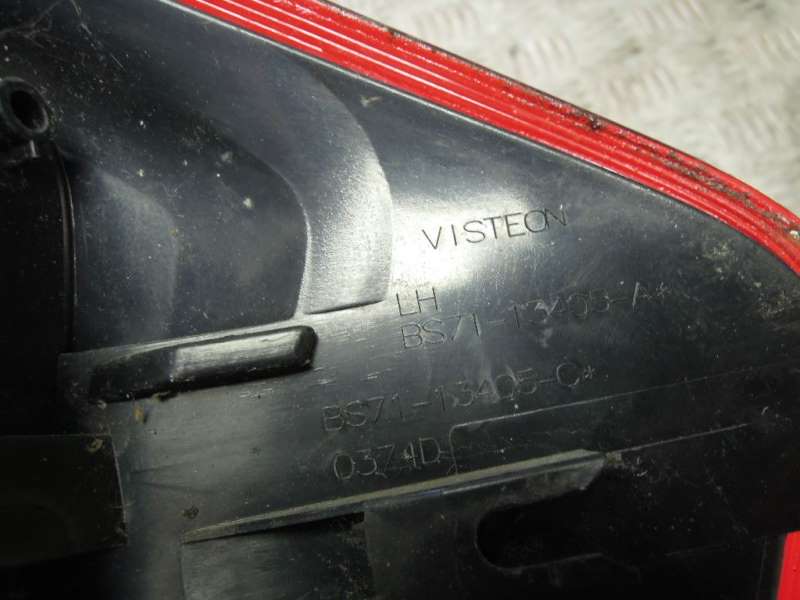 VISTEON
LH
BS71-13405-A*
BS71-13405-C*
0374D